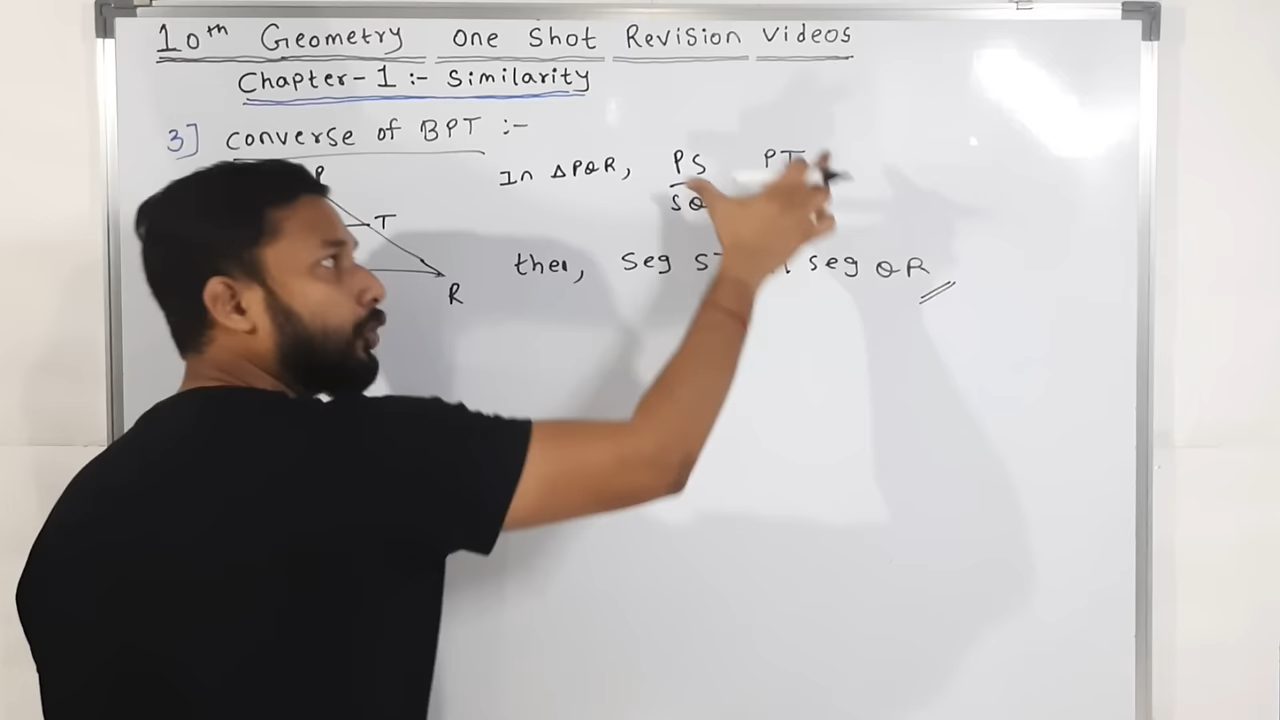 10th Geometry one shot Revision Videos
Chapter-1 :- Similarity
3] converse of BPT :-
P
In ΔPQR, PS PT
SQ
T
then, seg seg QR
R